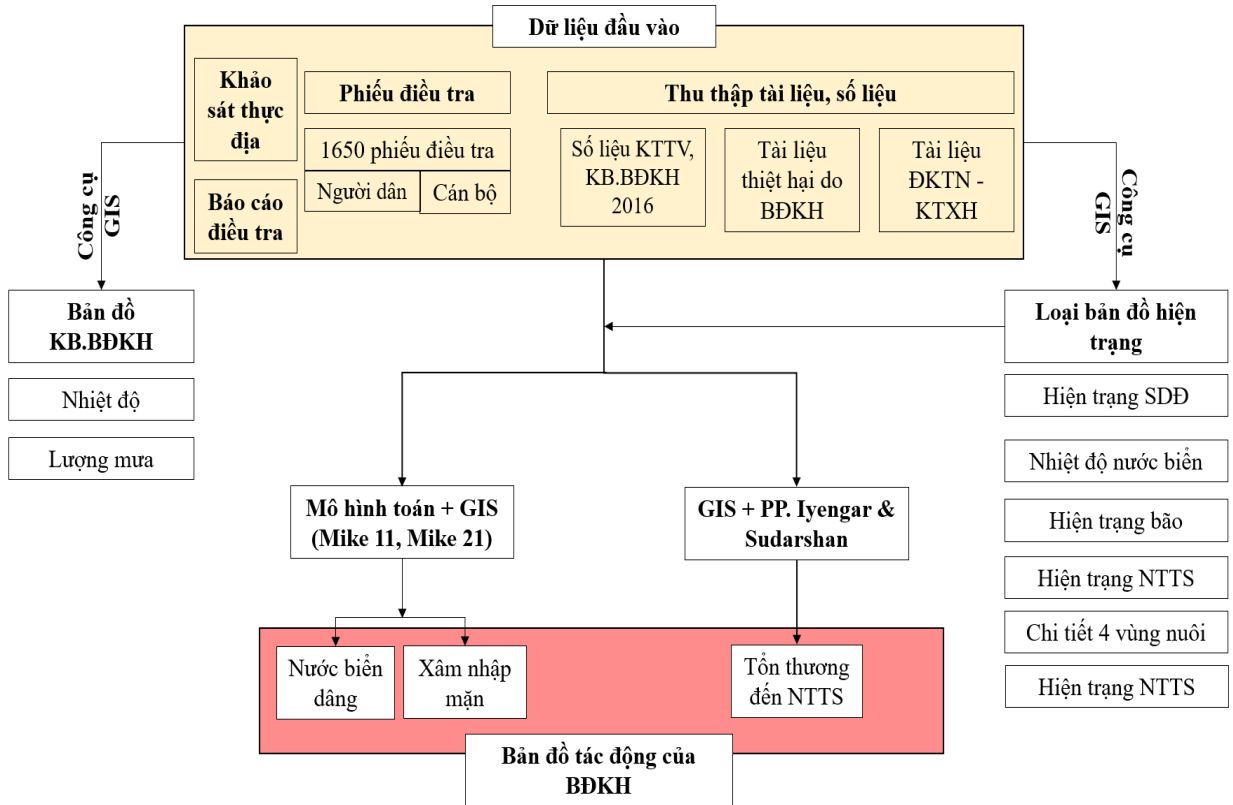 Dữ liệu đầu vào
Khảo
sát thực
địa
Phiếu điều tra
Thu thập tài liệu, số liệu
1650 phiếu điều tra
Người dân
Cán bộ
Số liệu KTTV,
KB.BĐKH
2016
Tài liệu
thiệt hại do
BĐKH
Tài liệu
ĐKTN -
KTXH
Báo cáo
điều tra
Công cụ
GIS
Công cụ
GIS
Bản đồ
KB.BĐKH
Nhiệt độ
Lượng mưa
Loại bản đồ hiện
trạng
Hiện trạng SDĐ
Nhiệt độ nước biển
Hiện trạng bão
Hiện trạng NTTS
Chi tiết 4 vùng nuôi
Hiện trạng NTTS
Mô hình toán + GIS
(Mike 11, Mike 21)
GIS + PP. Iyengar &
Sudarshan
Nước biển
dâng
Xâm nhập
mặn
Tổn thương
đến NTTS
Bản đồ tác động của
BĐKH